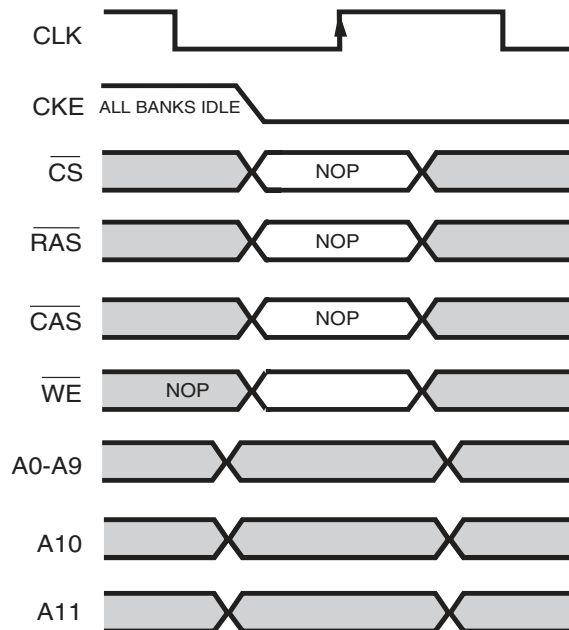 CLK
CKE ALL BANKS IDLE
CS NOP
RAS NOP
CAS NOP
WE NOP
A0-A9
A10
A11